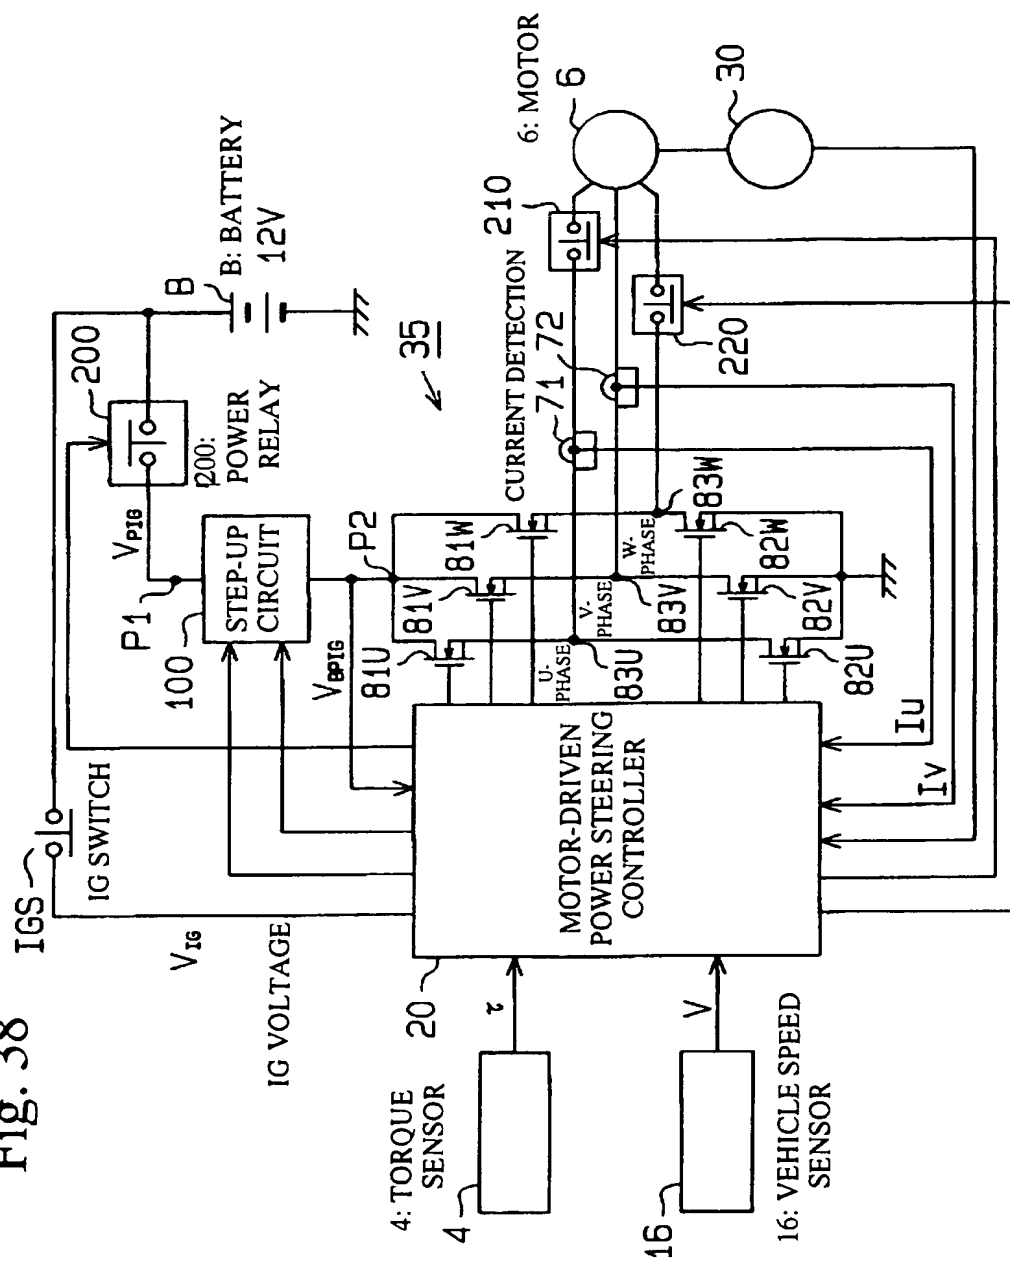 Fig. 38
IGS
IG SWITCH
V_IG
IG VOLTAGE
200
200:
POWER
RELAY
B
B: BATTERY
12V
V_PIG
P1
100
STEP-UP
CIRCUIT
P2
V_BPIG
35
CURRENT DETECTION
71
72
210
220
6: MOTOR
6
30
81U
81V
81W
U-
PHASE
V-
PHASE
W-
PHASE
83U
83V
83W
82U
82V
82W
20
MOTOR-DRIVEN
POWER STEERING
CONTROLLER
Iu
Iv
τ
V
4: TORQUE
SENSOR
4
16
16: VEHICLE SPEED
SENSOR